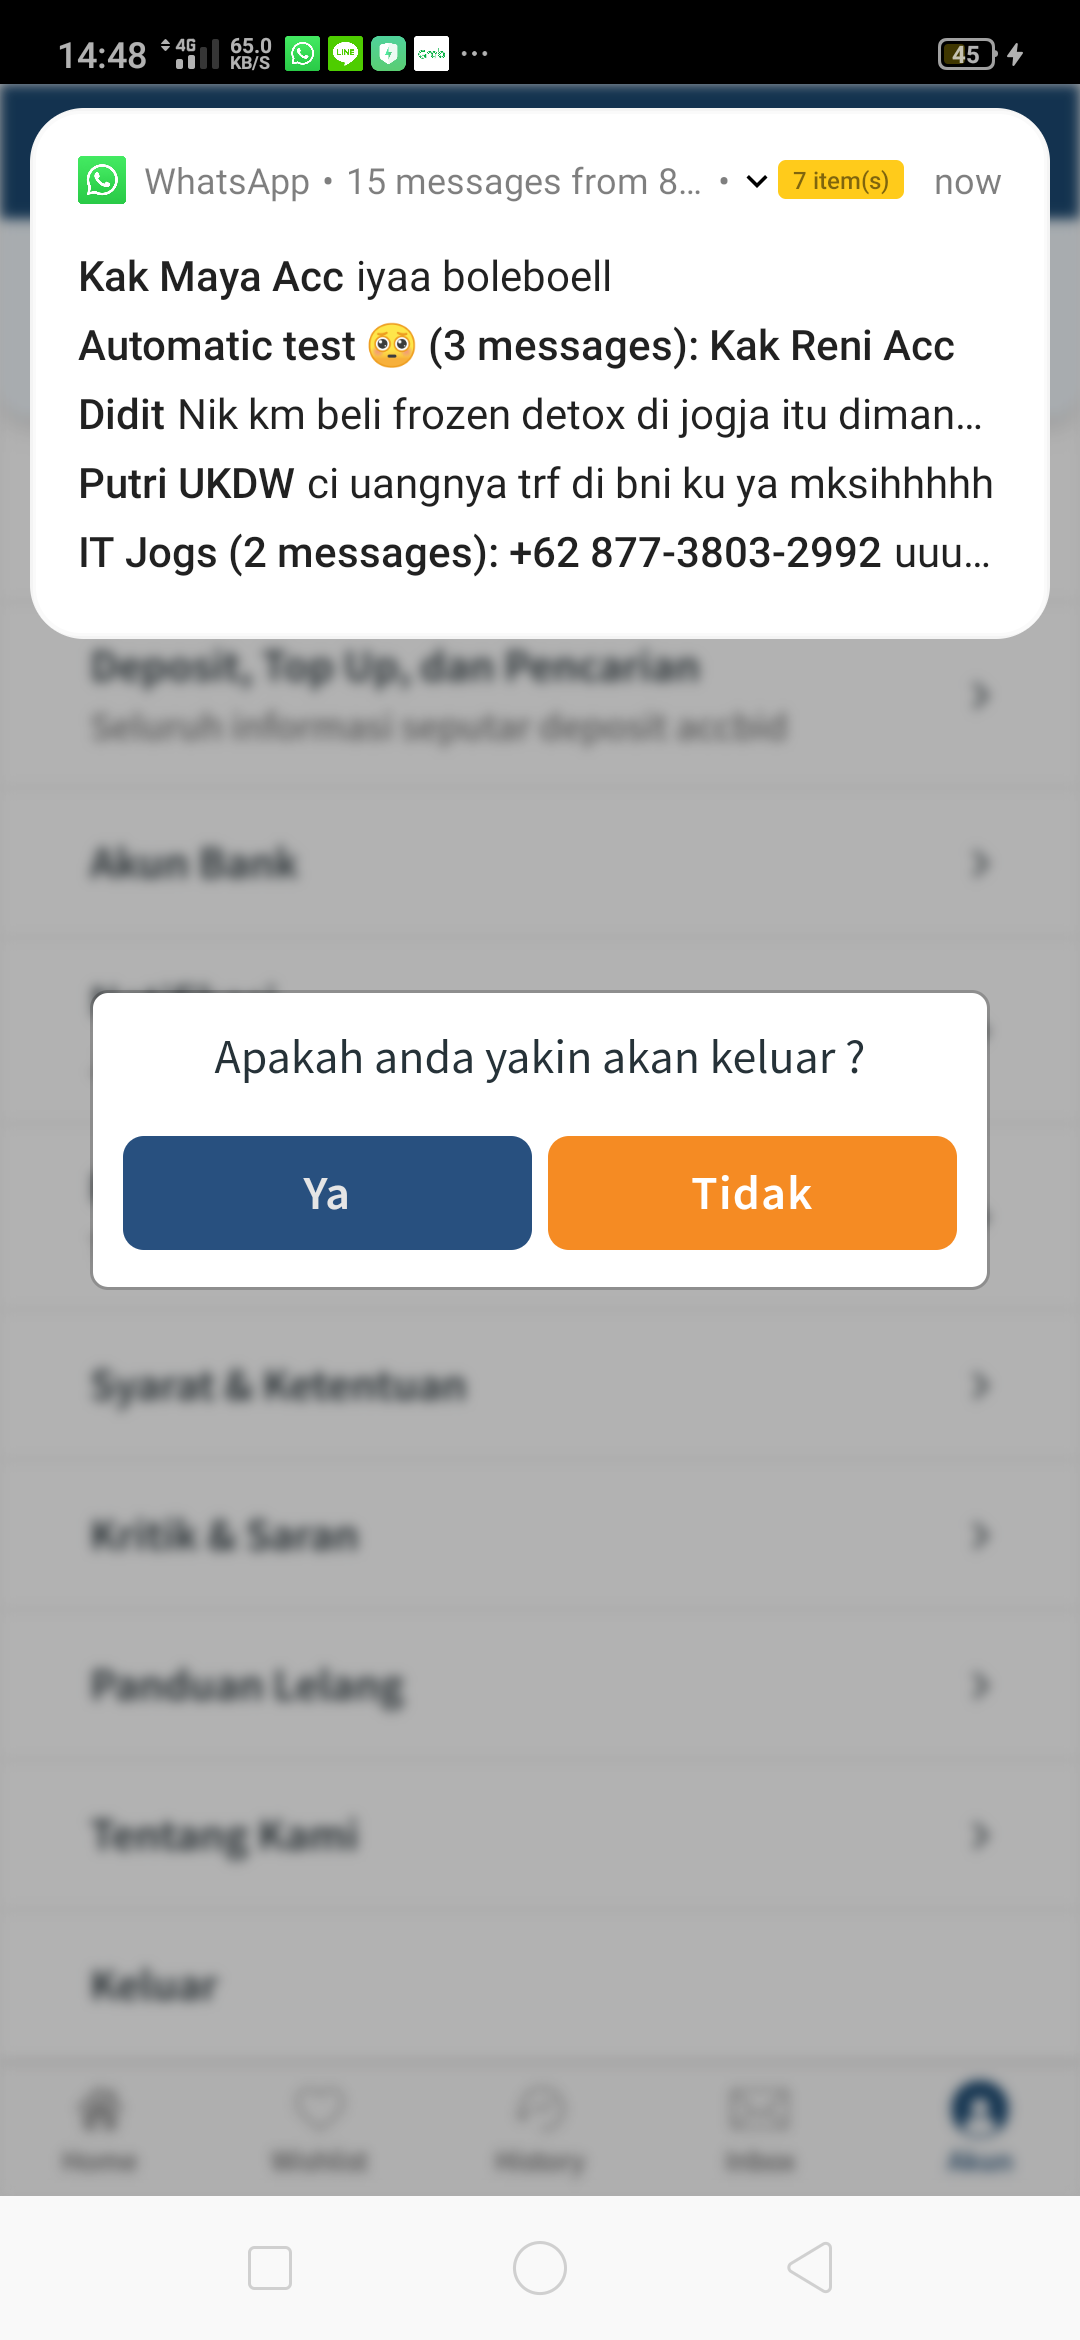 14:48 4G 65.0 KB/S LINE Grab 45
WhatsApp • 15 messages from 8... • 7 item(s) now
Kak Maya Acc iyaa boleboell
Automatic test 🥺 (3 messages): Kak Reni Acc
Didit Nik km beli frozen detox di jogja itu diman...
Putri UKDW ci uangnya trf di bni ku ya mksihhhhh
IT Jogs (2 messages): +62 877-3803-2992 uuu...
Deposit, Top Up, dan Pencarian
Seluruh informasi seputar deposit accbid
Akun Bank
Apakah anda yakin akan keluar ?
Ya Tidak
Syarat & Ketentuan
Kritik & Saran
Panduan Lelang
Tentang Kami
Keluar
Home Wishlist History Inbox Akun